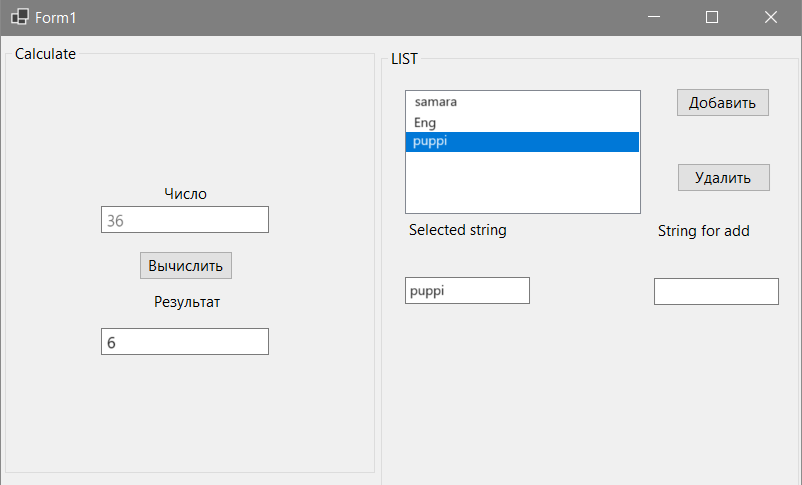 Form1
Calculate
Число
36
Вычислить
Результат
6
LIST
samara
Eng
puppi
Добавить
Удалить
Selected string
String for add
puppi